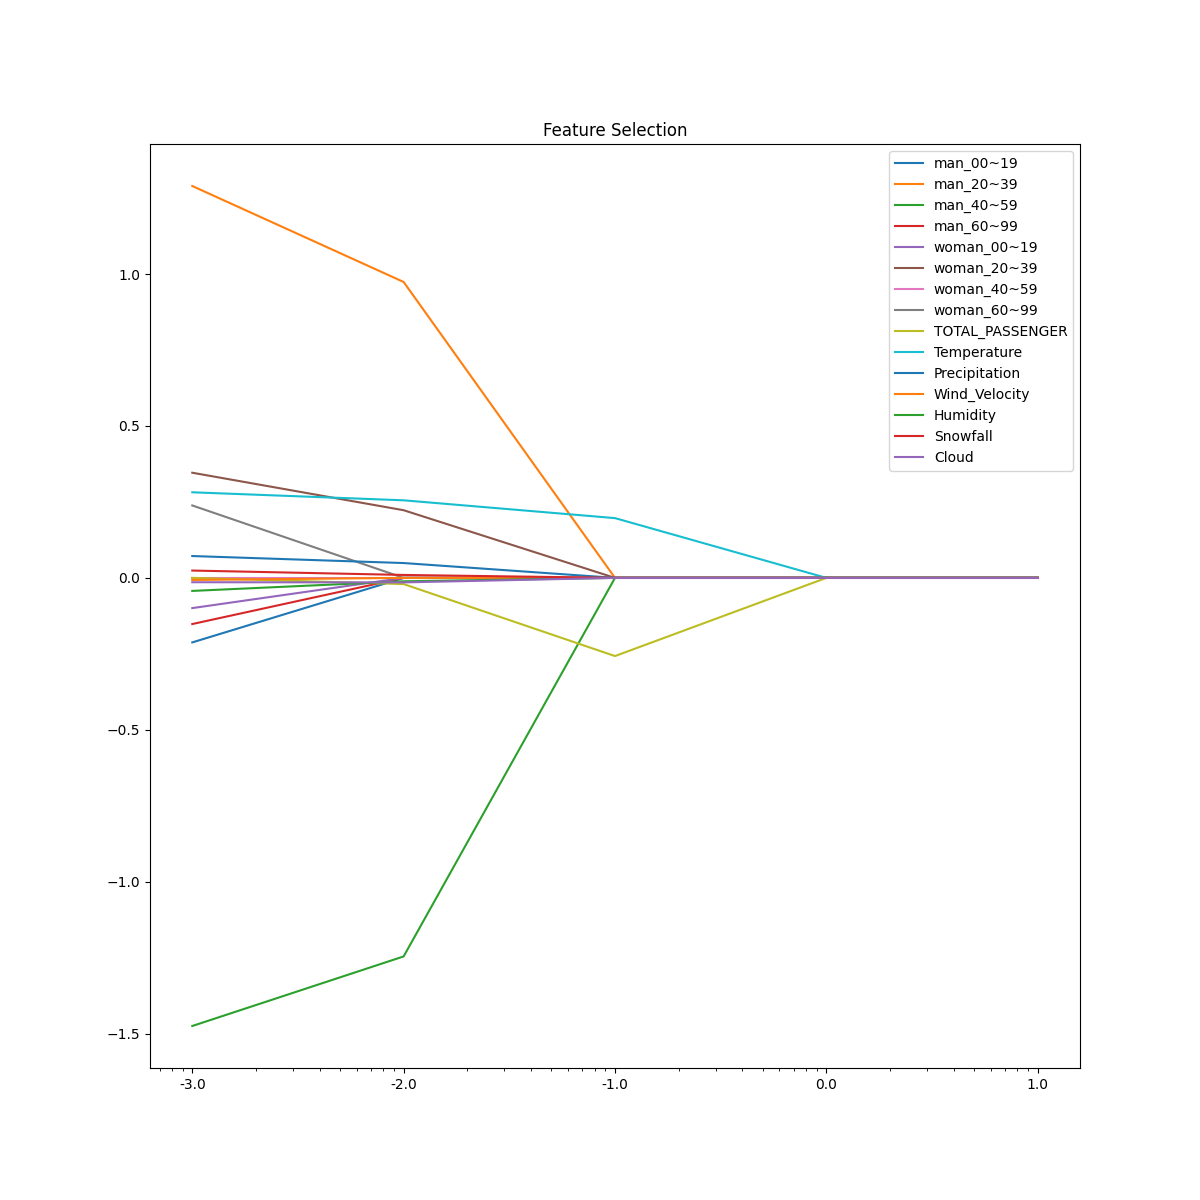 Feature Selection
man_00~19
man_20~39
man_40~59
man_60~99
woman_00~19
woman_20~39
woman_40~59
woman_60~99
TOTAL_PASSENGER
Temperature
Precipitation
Wind_Velocity
Humidity
Snowfall
Cloud
1.0
0.5
0.0
−0.5
−1.0
−1.5
-3.0 -2.0 -1.0 0.0 1.0